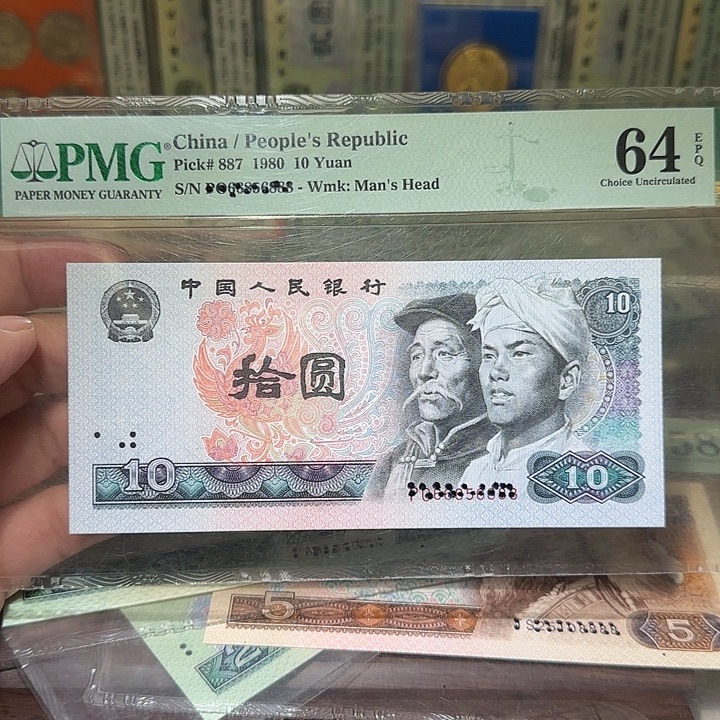 PMG®
PAPER MONEY GUARANTY
China / People's Republic
Pick# 887 1980 10 Yuan
S/N - Wmk: Man's Head
64
EPQ
Choice Uncirculated
中国人民银行
10
拾圆
10
10
5
5